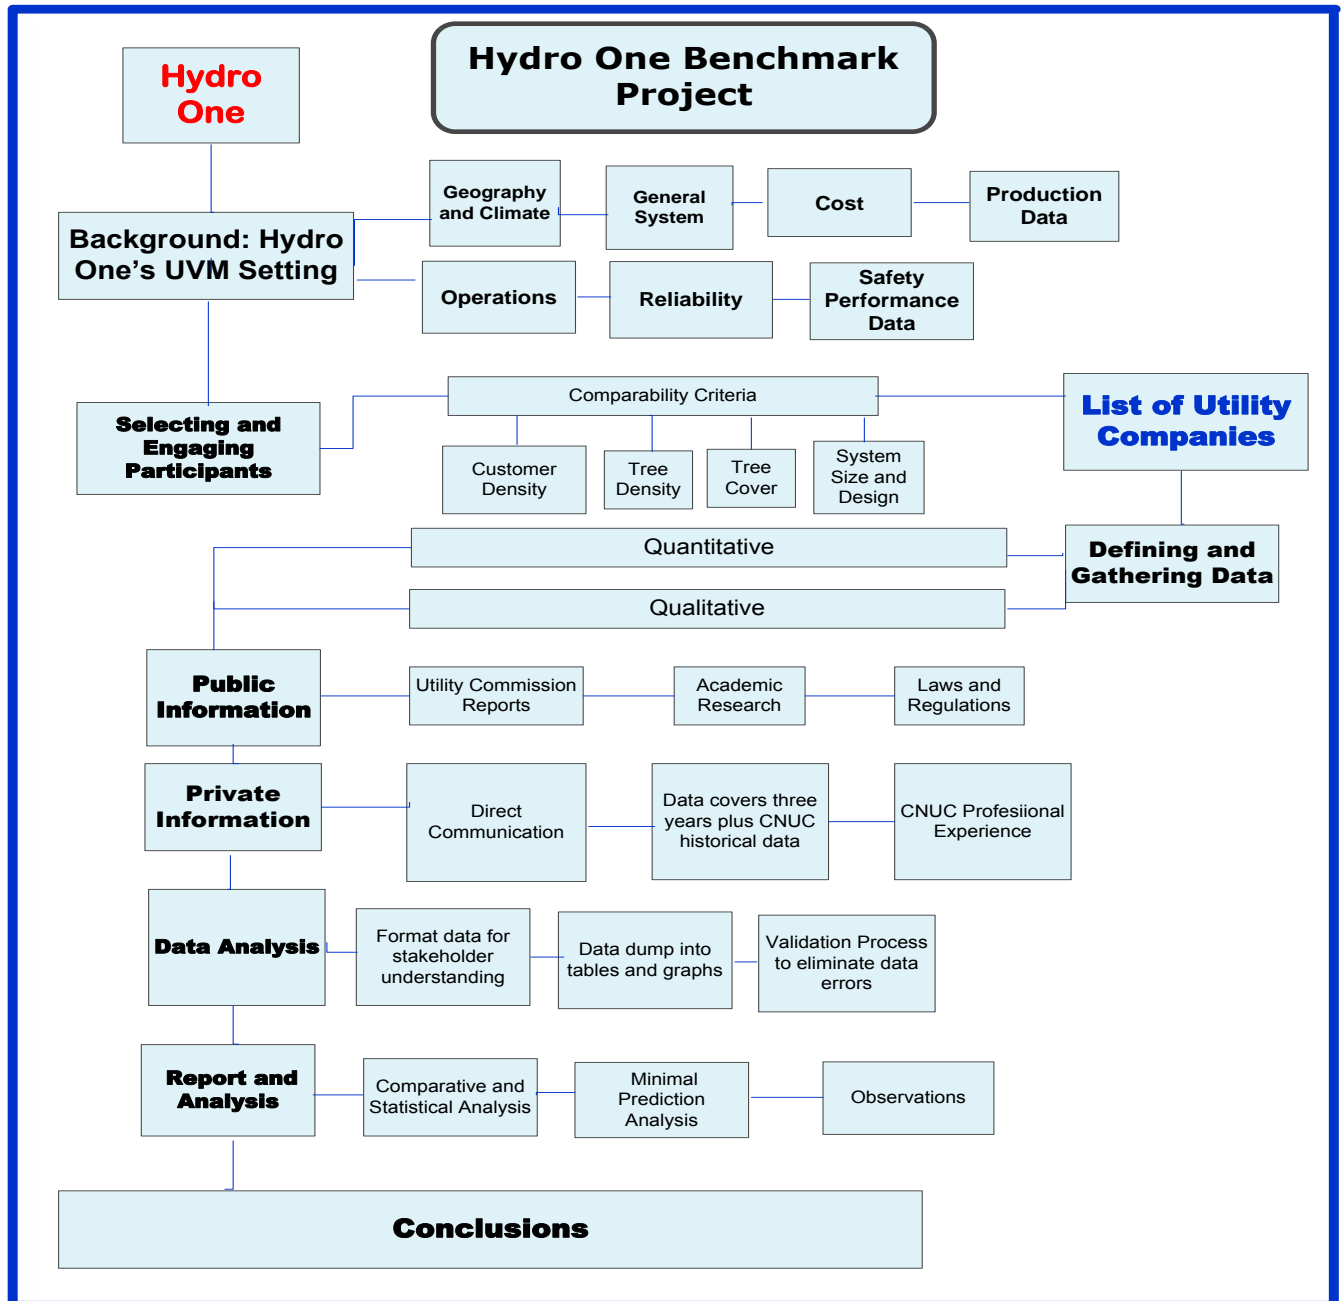 Hydro One Benchmark
Project
Hydro
One
Geography
and Climate
General
System
Cost
Production
Data
Background: Hydro
One's UVM Setting
Operations
Reliability
Safety
Performance
Data
Selecting and
Engaging
Participants
Comparability Criteria
List of Utility
Companies
Customer
Density
Tree
Density
Tree
Cover
System
Size and
Design
Quantitative
Defining and
Gathering Data
Qualitative
Public
Information
Utility Commission
Reports
Academic
Research
Laws and
Regulations
Private
Information
Direct
Communication
Data covers three
years plus CNUC
historical data
CNUC Profesiional
Experience
Data Analysis
Format data for
stakeholder
understanding
Data dump into
tables and graphs
Validation Process
to eliminate data
errors
Report and
Analysis
Comparative and
Statistical Analysis
Minimal
Prediction
Analysis
Observations
Conclusions